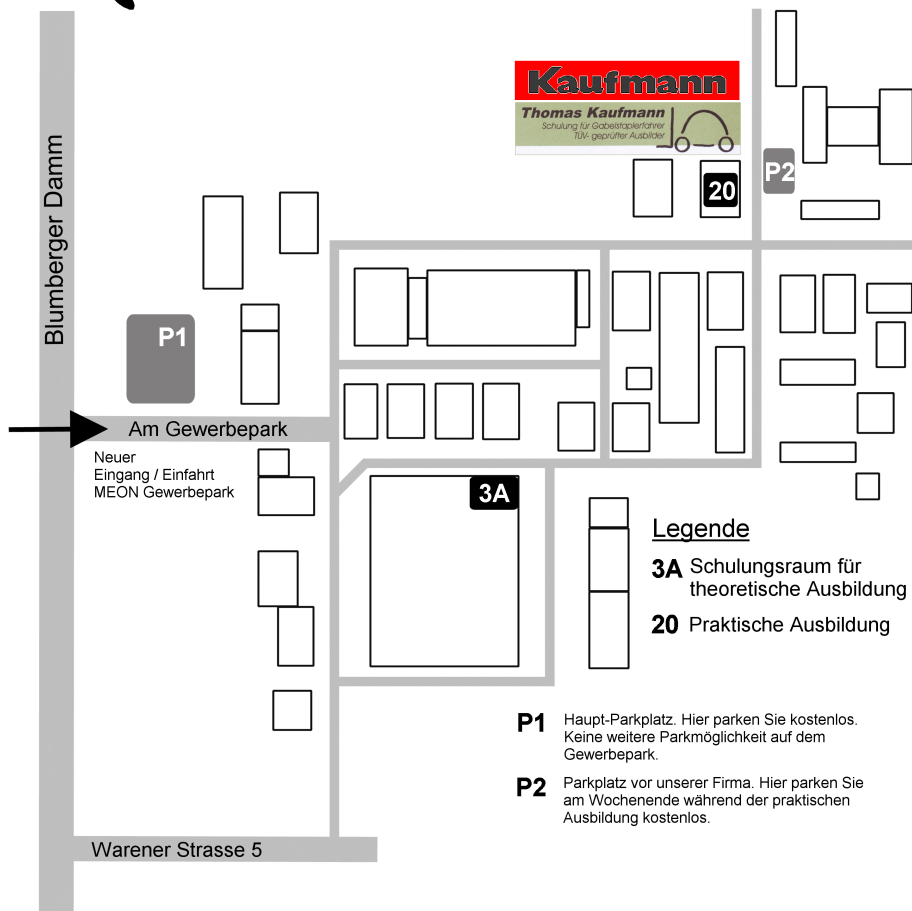 Kaufmann
Thomas Kaufmann
Schulung für Gabelstaplerfahrer
TÜV- geprüfter Ausbilder
20
P2
Blumberger Damm
P1
Am Gewerbepark
Neuer
Eingang / Einfahrt
MEON Gewerbepark
3A
Legende
3A Schulungsraum für
theoretische Ausbildung
20 Praktische Ausbildung
P1 Haupt-Parkplatz. Hier parken Sie kostenlos.
Keine weitere Parkmöglichkeit auf dem
Gewerbepark.
P2 Parkplatz vor unserer Firma. Hier parken Sie
am Wochenende während der praktischen
Ausbildung kostenlos.
Warener Strasse 5